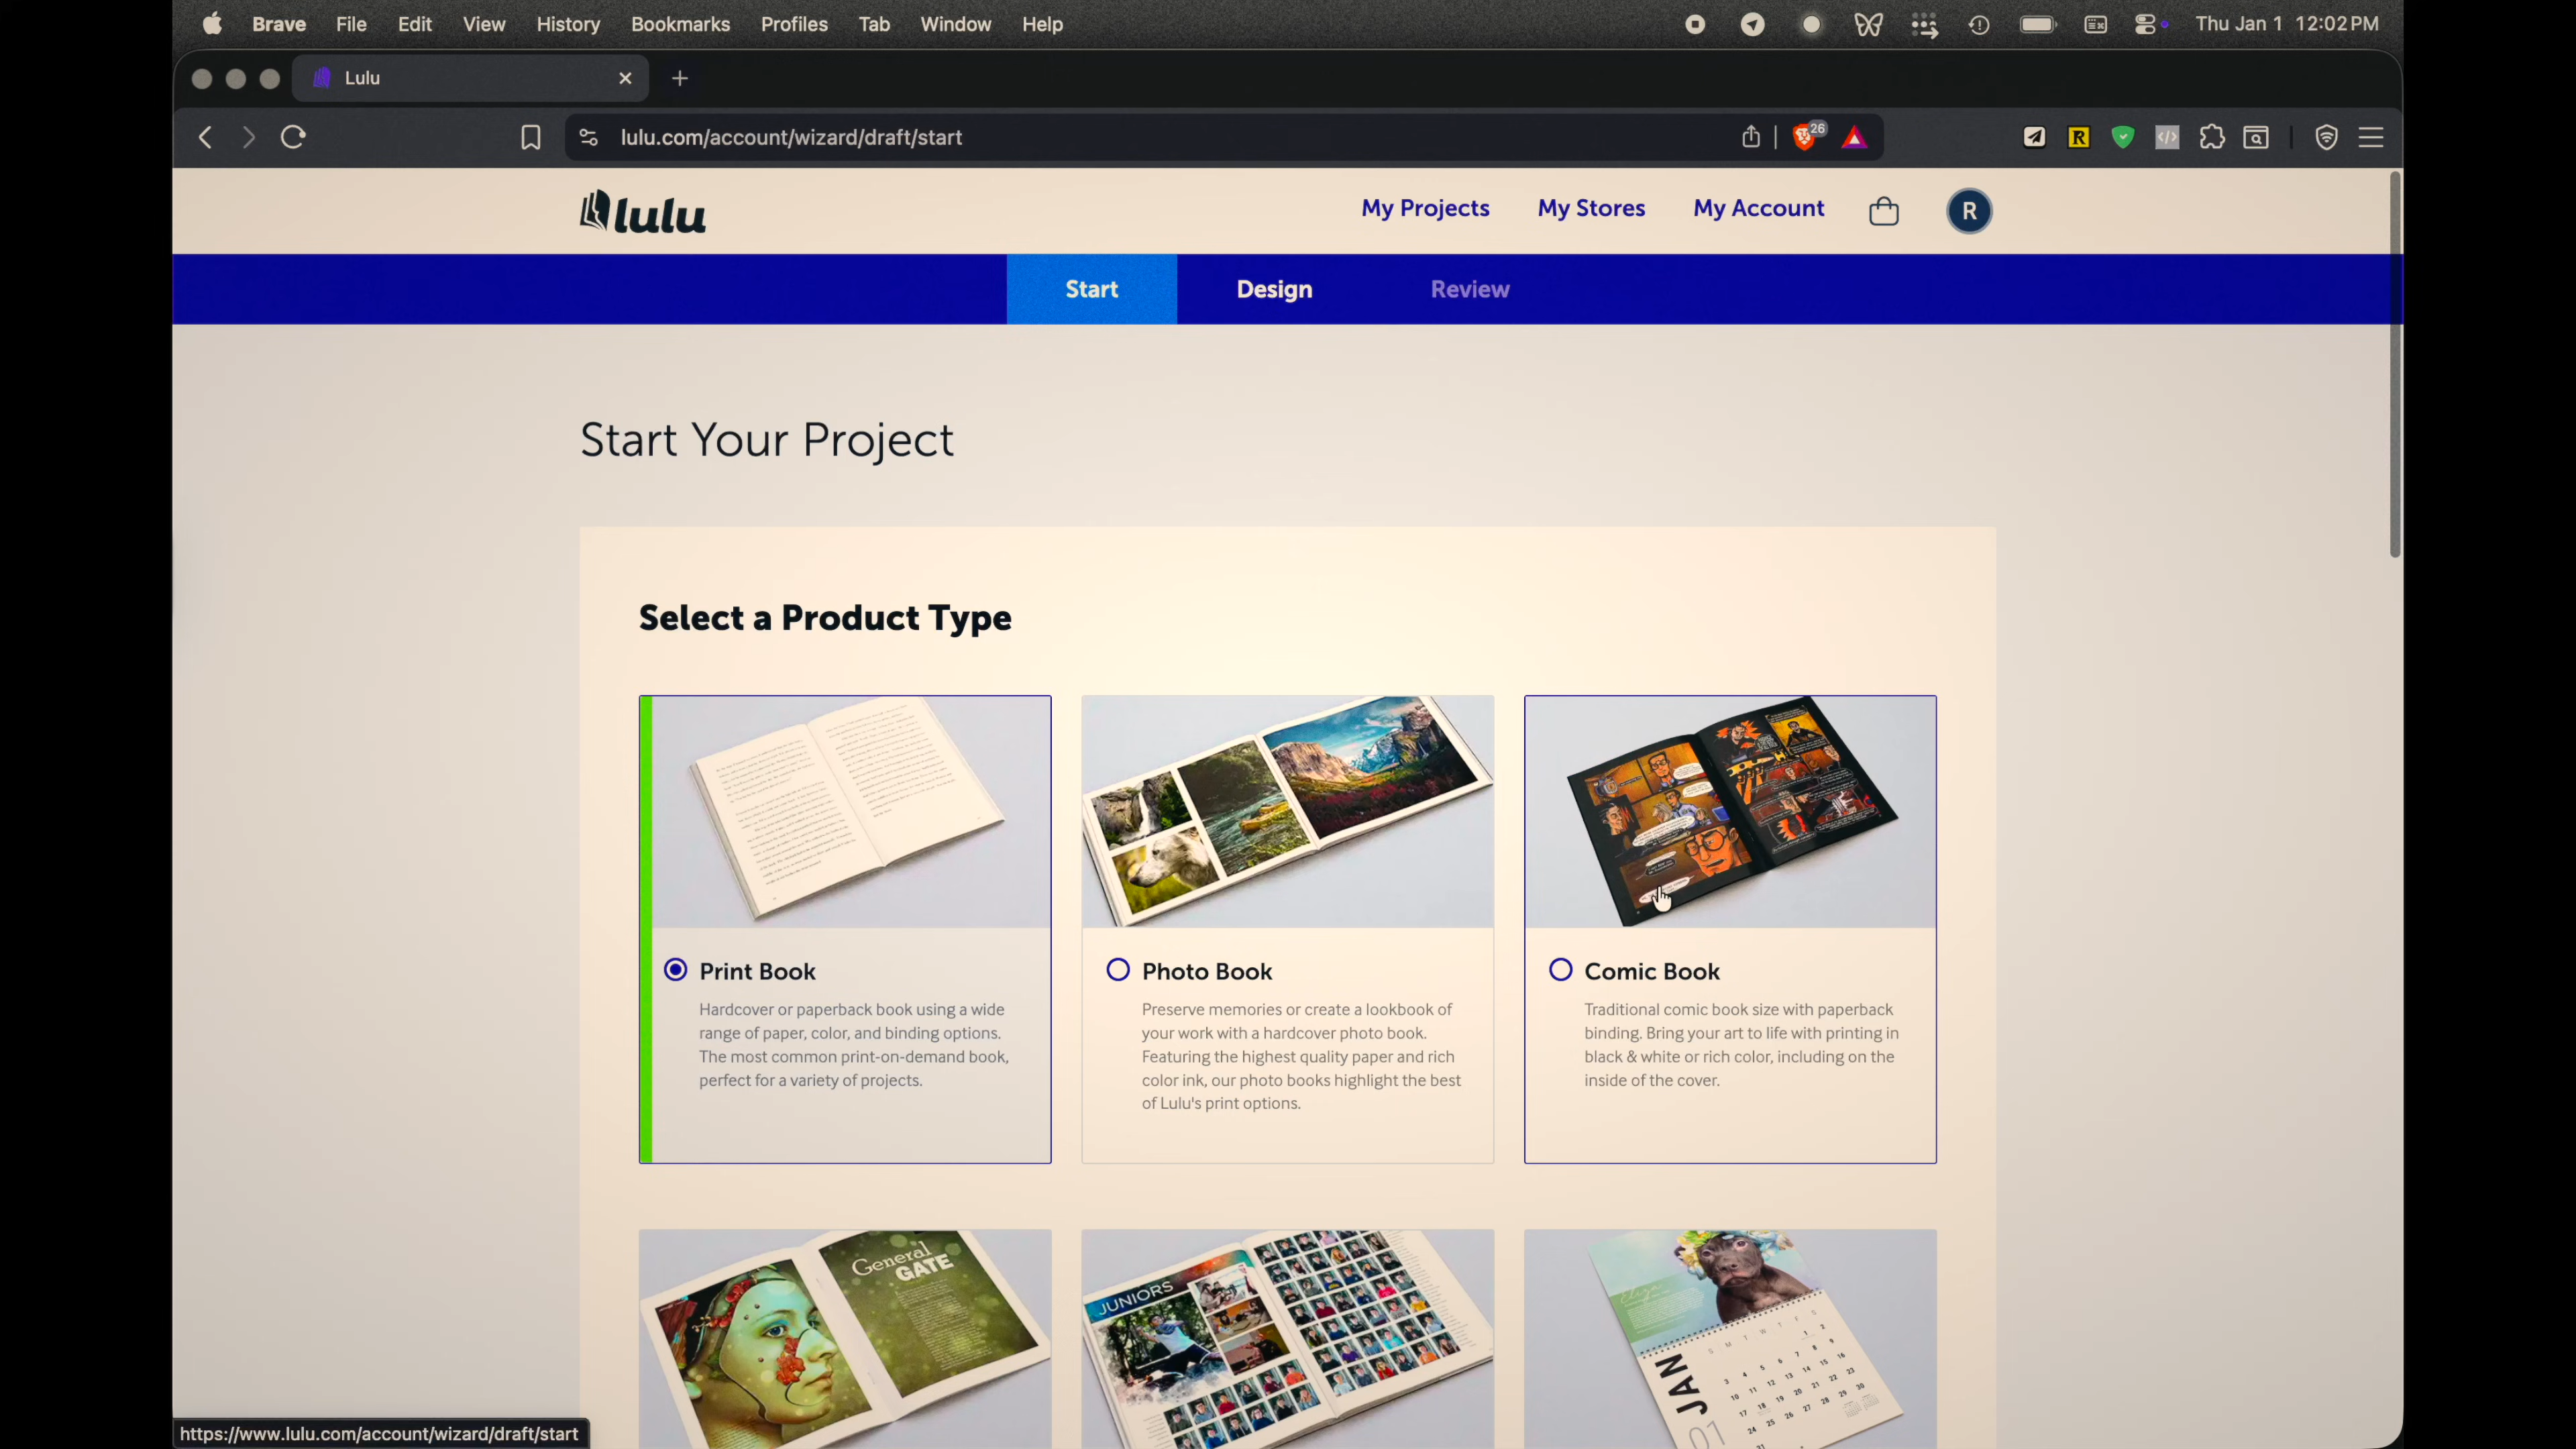 Brave File Edit View History Bookmarks Profiles Tab Window Help
Thu Jan 1 12:02 PM
Lulu
lulu.com/account/wizard/draft/start
26
R
lulu
My Projects My Stores My Account
R
Start Design Review
Start Your Project
Select a Product Type
Print Book
Hardcover or paperback book using a wide
range of paper, color, and binding options.
The most common print-on-demand book,
perfect for a variety of projects.
Photo Book
Preserve memories or create a lookbook of
your work with a hardcover photo book.
Featuring the highest quality paper and rich
color ink, our photo books highlight the best
of Lulu's print options.
Comic Book
Traditional comic book size with paperback
binding. Bring your art to life with printing in
black & white or rich color, including on the
inside of the cover.
General
GATE
JUNIORS
JAN
01
https://www.lulu.com/account/wizard/draft/start